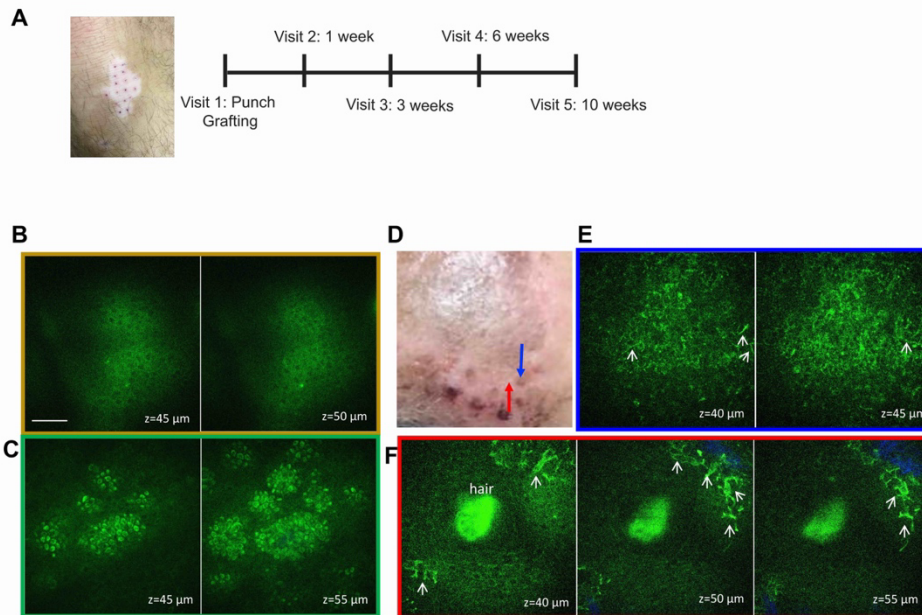 A
Visit 2: 1 week
Visit 4: 6 weeks
Visit 1: Punch
Grafting
Visit 3: 3 weeks
Visit 5: 10 weeks
B
z=45 µm
z=50 µm
C
z=45 µm
z=55 µm
D
E
z=40 µm
z=45 µm
F
hair
z=40 µm
z=50 µm
z=55 µm